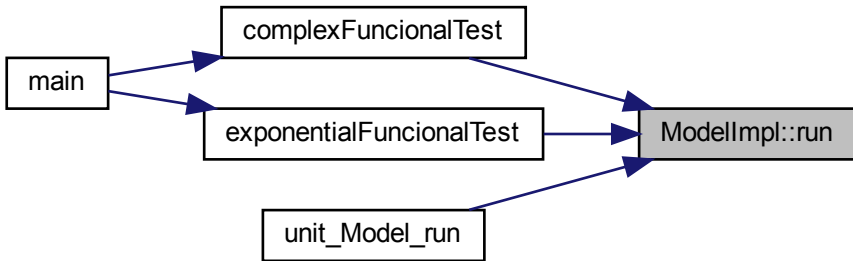 complexFuncionalTest
main
ModelImpl::run
exponentialFuncionalTest
unit_Model_run